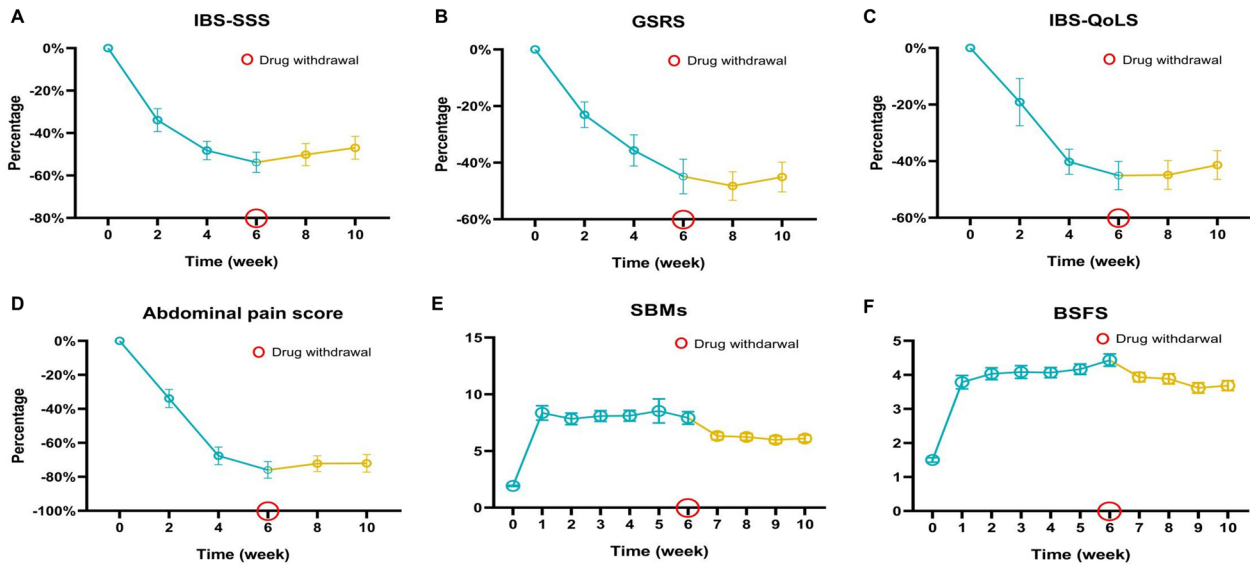 A
IBS-SSS
Drug withdrawal
Percentage
0%
-20%
-40%
-60%
-80%
0 2 4 6 8 10
Time (week)
B
GSRS
Drug withdrawal
Percentage
0%
-20%
-40%
-60%
0 2 4 6 8 10
Time (week)
C
IBS-QoLS
Drug withdrawal
Percentage
0%
-20%
-40%
-60%
0 2 4 6 8 10
Time (week)
D
Abdominal pain score
Drug withdrawal
Percentage
0%
-20%
-40%
-60%
-80%
-100%
0 2 4 6 8 10
Time (week)
E
SBMs
Drug withdarwal
15
10
5
0
0 1 2 3 4 5 6 7 8 9 10
Time (week)
F
BSFS
Drug withdarwal
5
4
3
2
1
0
0 1 2 3 4 5 6 7 8 9 10
Time (week)